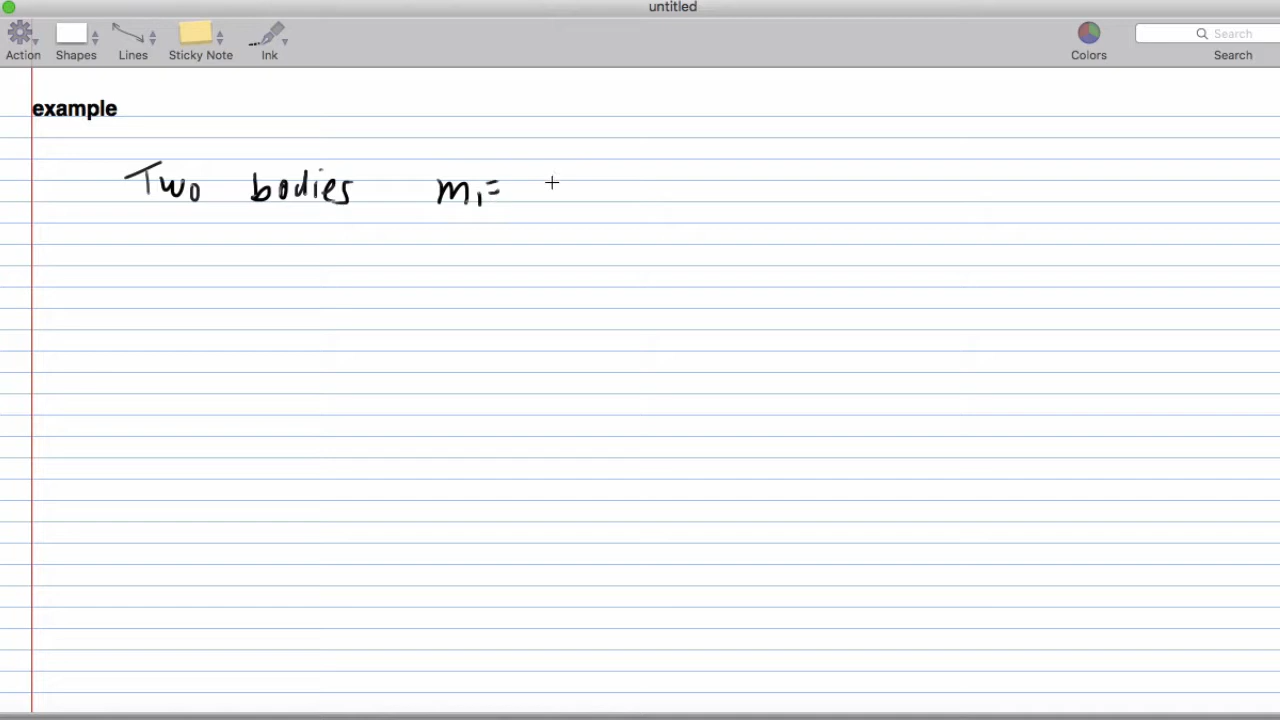 untitled
Action Shapes Lines Sticky Note Ink Colors Search Search
example
Two bodies m₁=